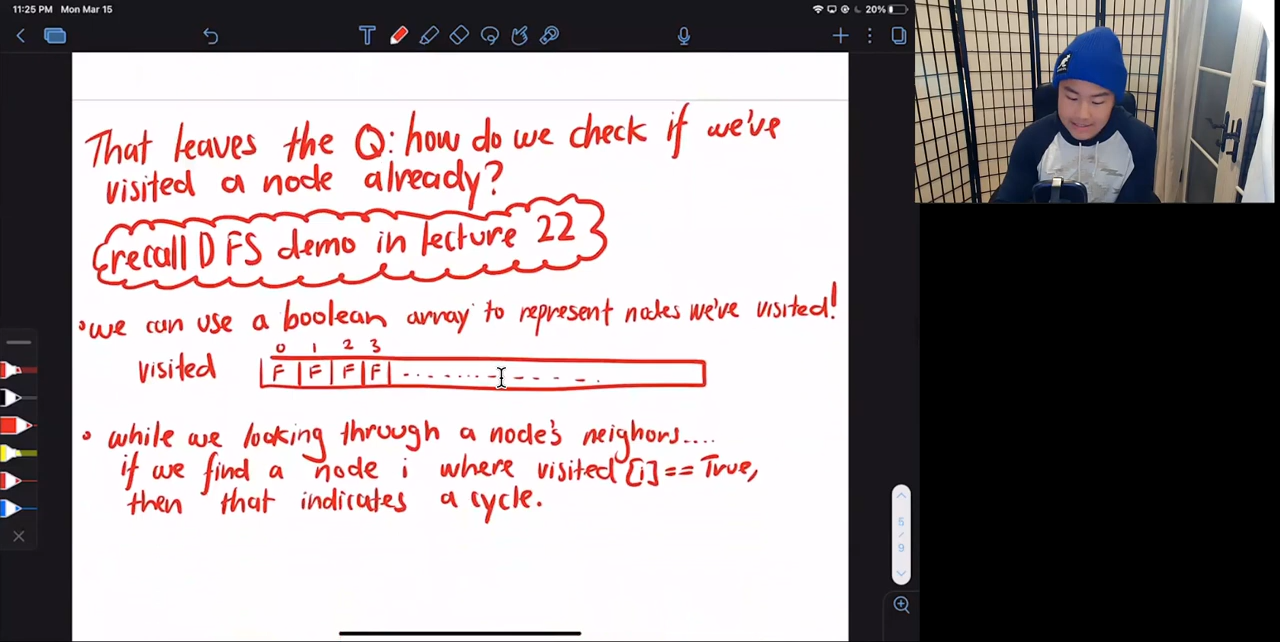 11:25 PM Mon Mar 15
20%
That leaves the Q: how do we check if we've
visited a node already?
recall DFS demo in lecture 22
• we can use a boolean array to represent nodes we've visited!
0 1 2 3
visited F F F F
• while we looking through a node's neighors....
if we find a node i where visited [i] == True,
then that indicates a cycle.
5
/
9